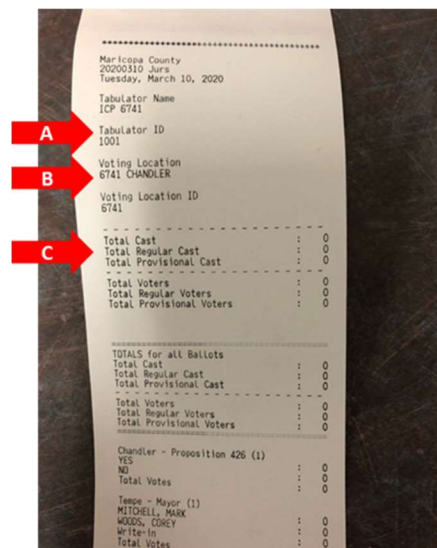 Maricopa County
20200310 Jurs
Tuesday, March 10, 2020
Tabulator Name
ICP 6741
A
Tabulator ID
1001
Voting Location
B
6741 CHANDLER
Voting Location ID
6741
Total Cast : 0
C
Total Regular Cast : 0
Total Provisional Cast : 0
Total Voters : 0
Total Regular Voters : 0
Total Provisional Voters : 0
TOTALS for all Ballots
Total Cast : 0
Total Regular Cast : 0
Total Provisional Cast : 0
Total Voters : 0
Total Regular Voters : 0
Total Provisional Voters : 0
Chandler - Proposition 426 (1)
YES : 0
NO : 0
Total Votes : 0
Tempe - Mayor (1)
MITCHELL, MARK : 0
WOODS, COREY : 0
Write-in : 0
Total Votes : 0